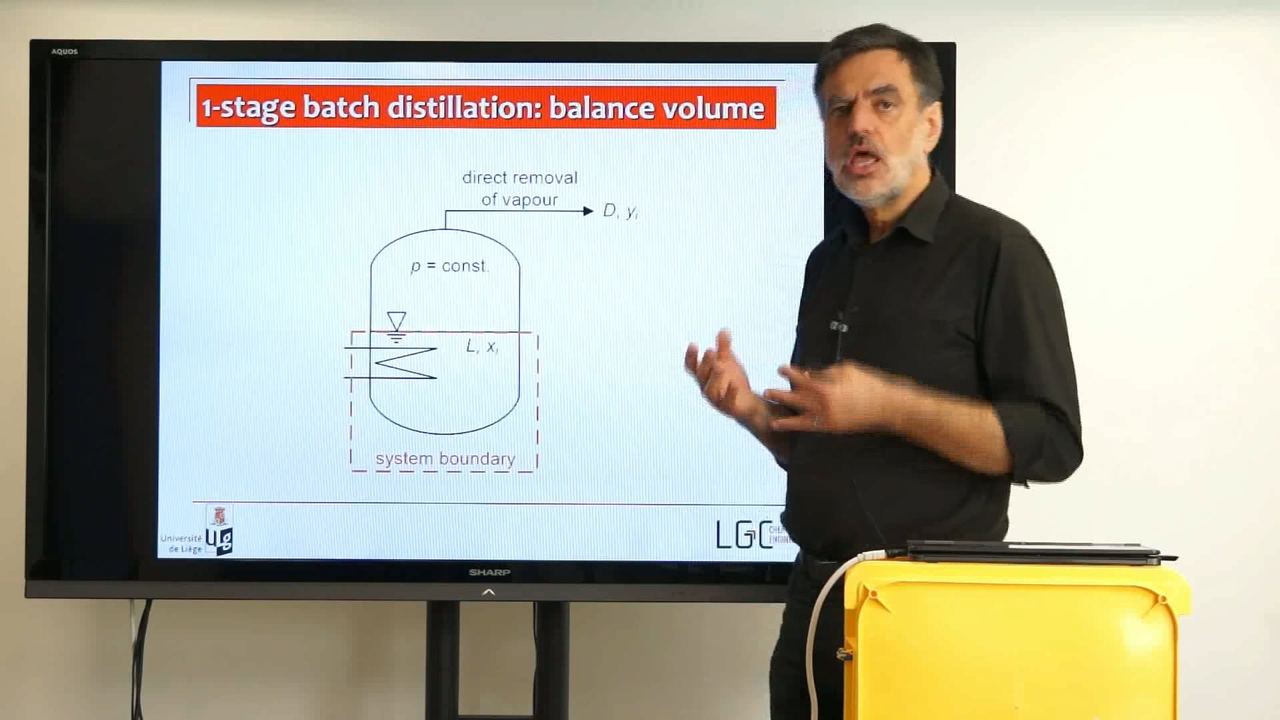 AQUOS
1-stage batch distillation: balance volume
direct removal
of vapour
D, yi
p = const.
L, xi
system boundary
Université
de Liège
LGC
SHARP